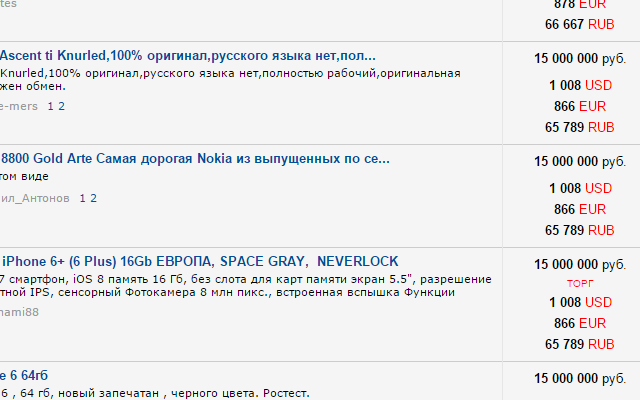 tes
878 EUR
66 667 RUB
Ascent ti Knurled,100% оригинал,русского языка нет,пол...
15 000 000 руб.
Knurled,100% оригинал,русского языка нет,полностью рабочий,оригинальная
жен обмен.
1 008 USD
e-mers 1 2
866 EUR
65 789 RUB
8800 Gold Arte Самая дорогая Nokia из выпущенных по се...
15 000 000 руб.
том виде
1 008 USD
ил_Антонов 1 2
866 EUR
65 789 RUB
iPhone 6+ (6 Plus) 16Gb ЕВРОПА, SPACE GRAY, NEVERLOCK
15 000 000 руб.
7 смартфон, iOS 8 память 16 Гб, без слота для карт памяти экран 5.5", разрешение
ТОРГ
тной IPS, сенсорный Фотокамера 8 млн пикс., встроенная вспышка Функции
1 008 USD
nami88
866 EUR
65 789 RUB
e 6 64гб
15 000 000 руб.
6 , 64 гб, новый запечатан , черного цвета. Ростест.